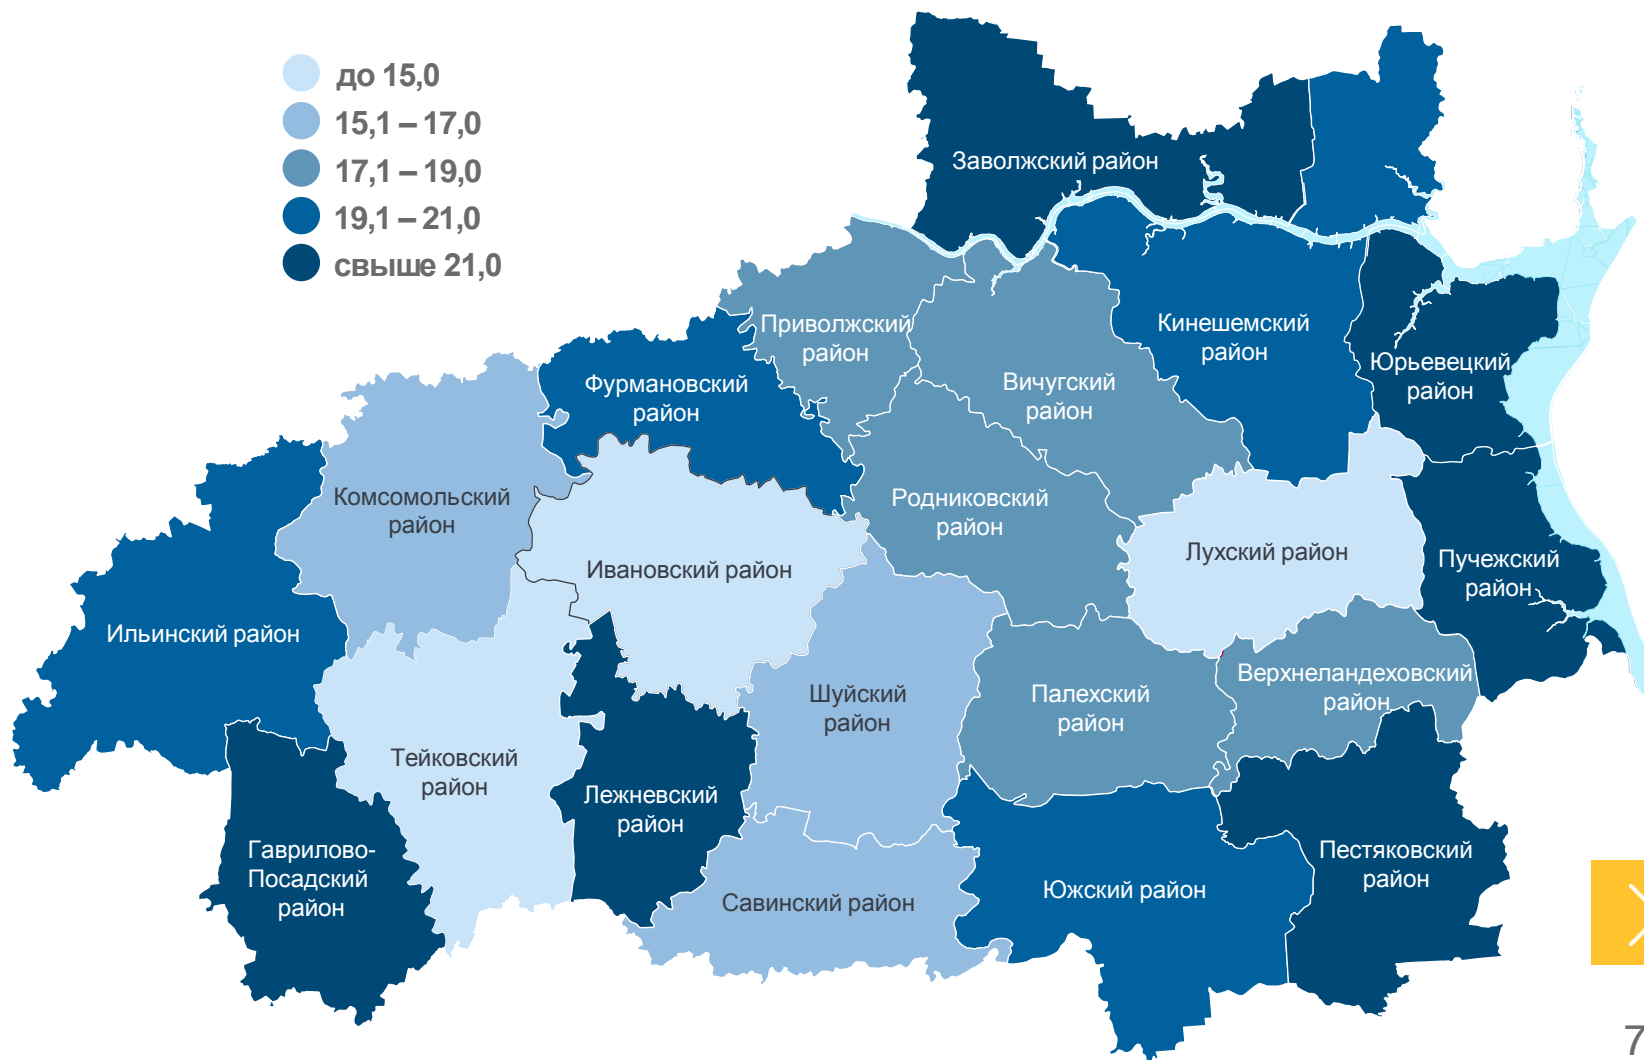 до 15,0
15,1 – 17,0
17,1 – 19,0
19,1 – 21,0
свыше 21,0
Заволжский район
Приволжский
район
Кинешемский
район
Юрьевецкий
район
Фурмановский
район
Вичугский
район
Комсомольский
район
Родниковский
район
Лухский район
Пучежский
район
Ивановский район
Ильинский район
Шуйский
район
Палехский
район
Верхнеландеховский
район
Тейковский
район
Лежневский
район
Гаврилово-
Посадский
район
Савинский район
Южский район
Пестяковский
район
7